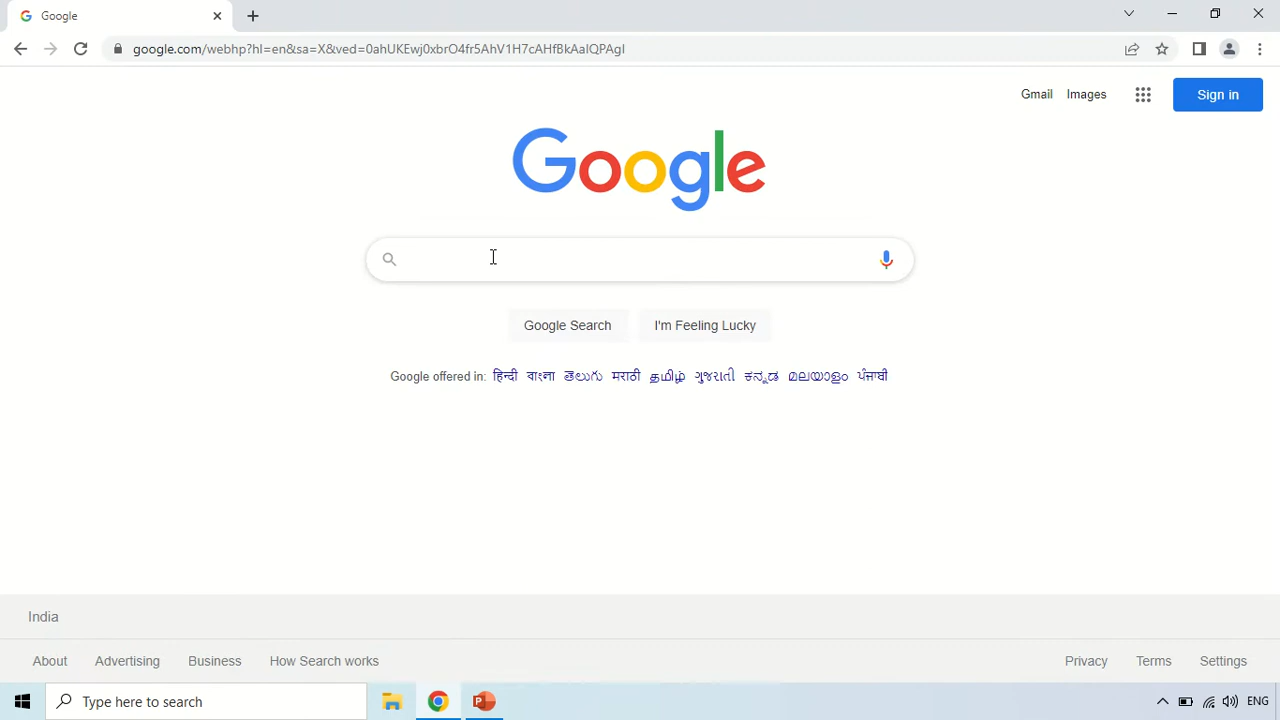 Google
google.com/webhp?hl=en&sa=X&ved=0ahUKEwj0xbrO4fr5AhV1H7cAHfBkAaIQPAgI
Gmail Images Sign in
Google
Google Search I'm Feeling Lucky
Google offered in: हिन्दी বাংলা తెలుగు मराठी தமிழ் ગુજરાતી ಕನ್ನಡ മലയാളം ਪੰਜਾਬੀ
India
About Advertising Business How Search works Privacy Terms Settings
Type here to search ENG